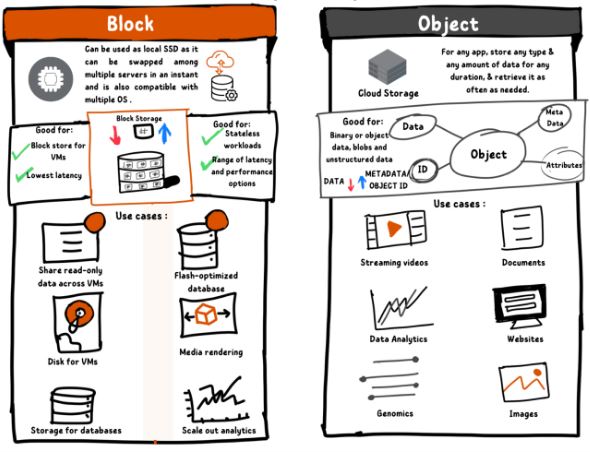 Block
Can be used as local SSD as it
can be swapped among
multiple servers in an instant
and is also compatible with
multiple OS .
Good for:
Block store for
VMs
Lowest latency
Block Storage
#
Good for:
Stateless
workloads
Range of latency
and performance
options
Use cases :
Share read-only
data across VMs
Flash-optimized
database
Disk for VMs
Media rendering
Storage for databases
Scale out analytics
Object
Cloud Storage
For any app, store any type &
any amount of data for any
duration, & retrieve it as
often as needed.
Good for:
Binary or object
data, blobs and
unstructured data
DATA
METADATA/
OBJECT ID
Data
Meta
Data
ID
Object
Attributes
Use cases :
Streaming videos
Documents
Data Analytics
Websites
Genomics
Images